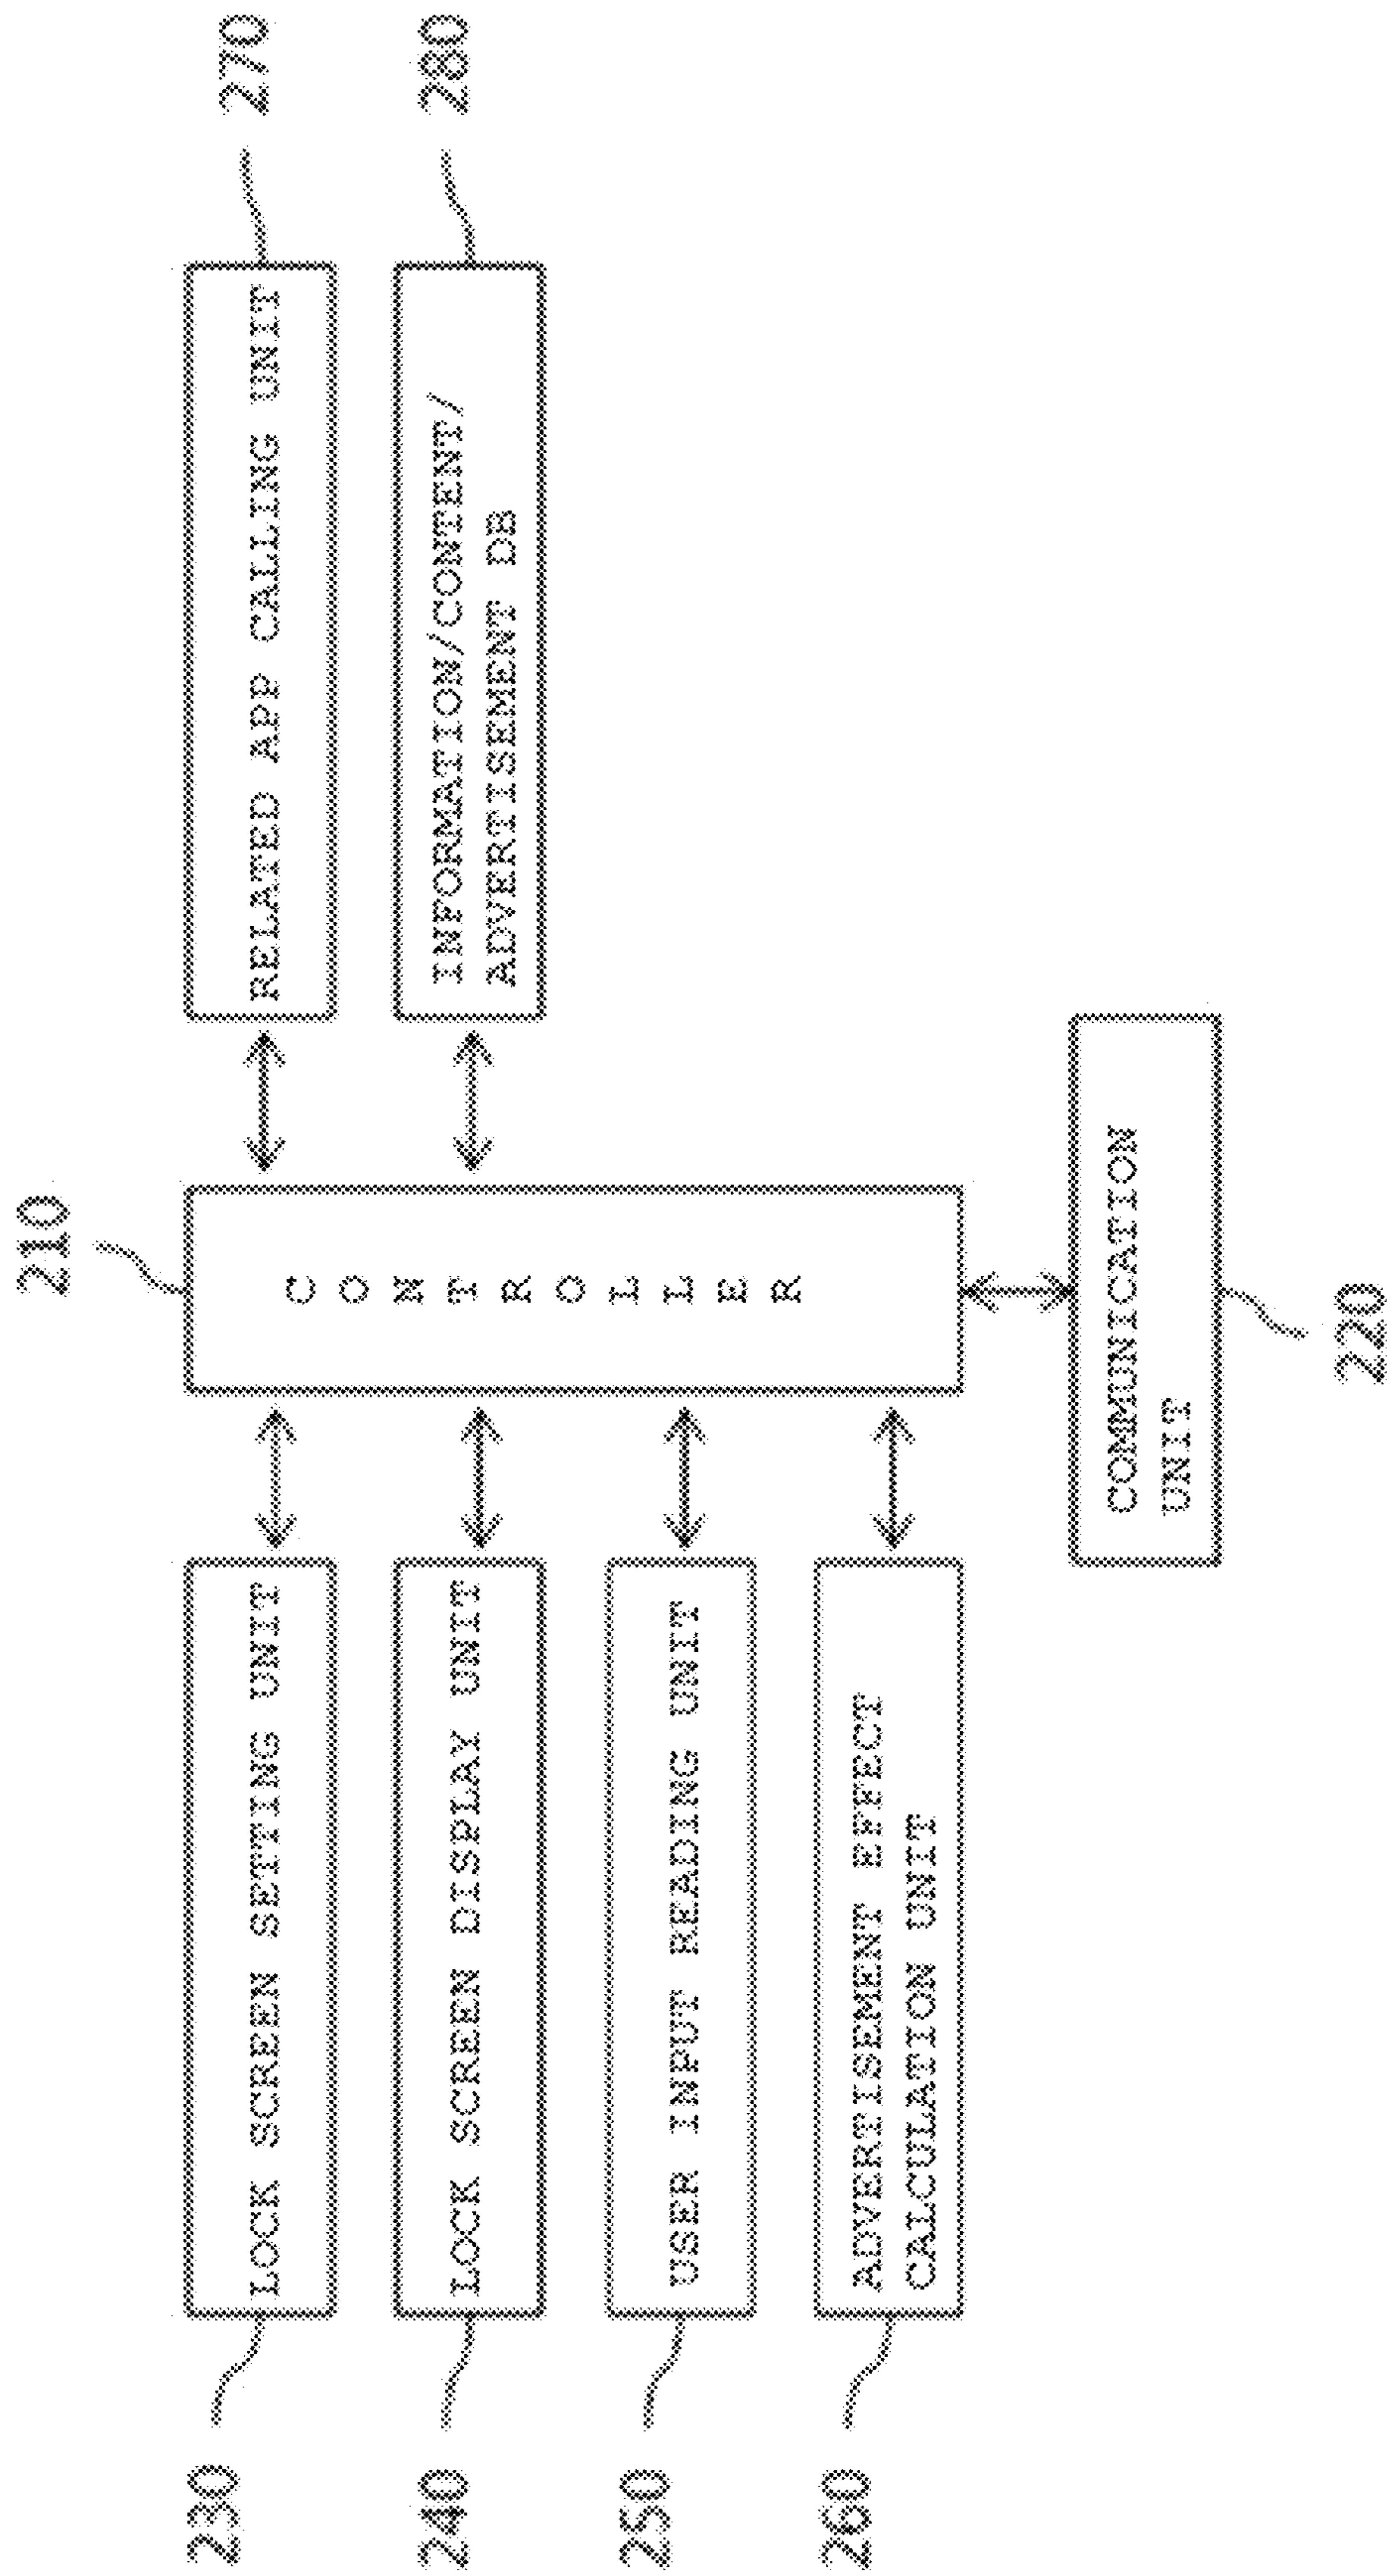 210
230
LOCK SCREEN SETTING UNIT
240
LOCK SCREEN DISPLAY UNIT
250
USER INPUT READING UNIT
260
ADVERTISEMENT EFFECT
CALCULATION UNIT
CONTROLLER
RELATED APP CALLING UNIT
270
INFORMATION/CONTENT/
ADVERTISEMENT DB
280
COMMUNICATION
UNIT
220